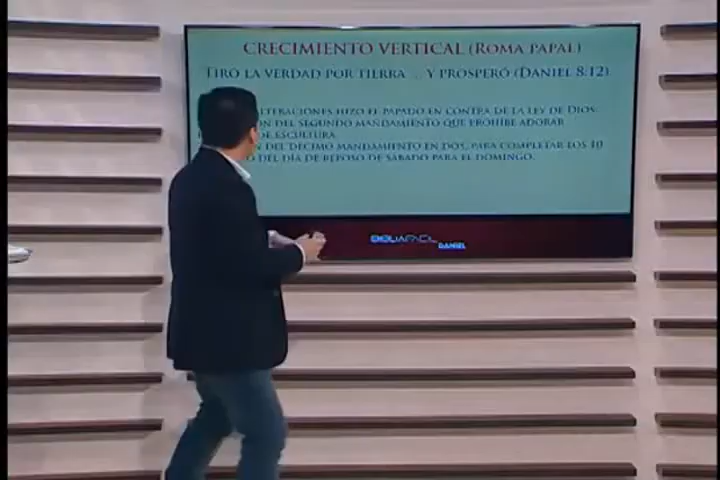 CRECIMIENTO VERTICAL (ROMA PAPAL)
TIRÓ LA VERDAD POR TIERRA ... Y PROSPERÓ (DANIEL 8:12).
ALTERACIONES HIZO EL PAPADO EN CONTRA DE LA LEY DE DIOS:
DEL SEGUNDO MANDAMIENTO QUE PROHIBE ADORAR
DE ESCULTURA.
DEL DÉCIMO MANDAMIENTO EN DOS, PARA COMPLETAR LOS 10
DEL DÍA DE REPOSO DE SÁBADO PARA EL DOMINGO.
BIBLIAFÁCIL
DANIEL